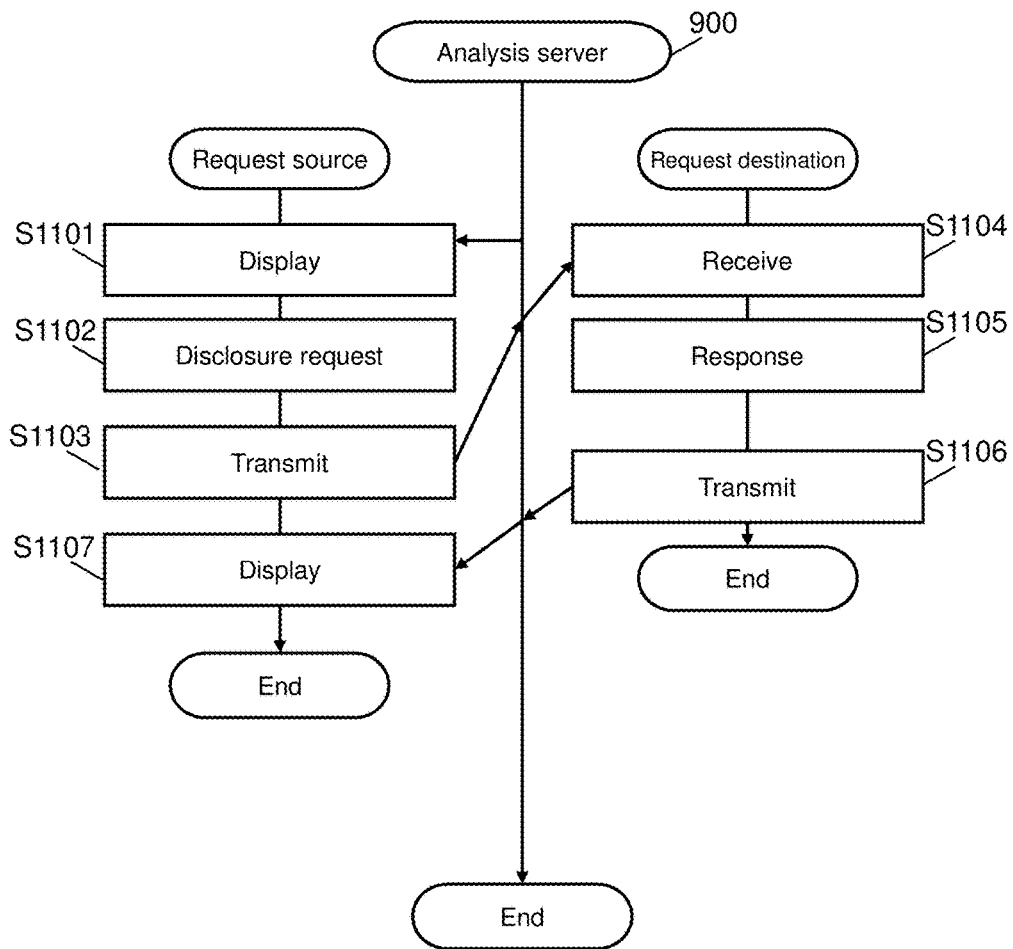 900
Analysis server
Request source
Request destination
S1101
Display
S1104
Receive
S1102
Disclosure request
S1105
Response
S1103
Transmit
S1106
Transmit
S1107
Display
End
End
End